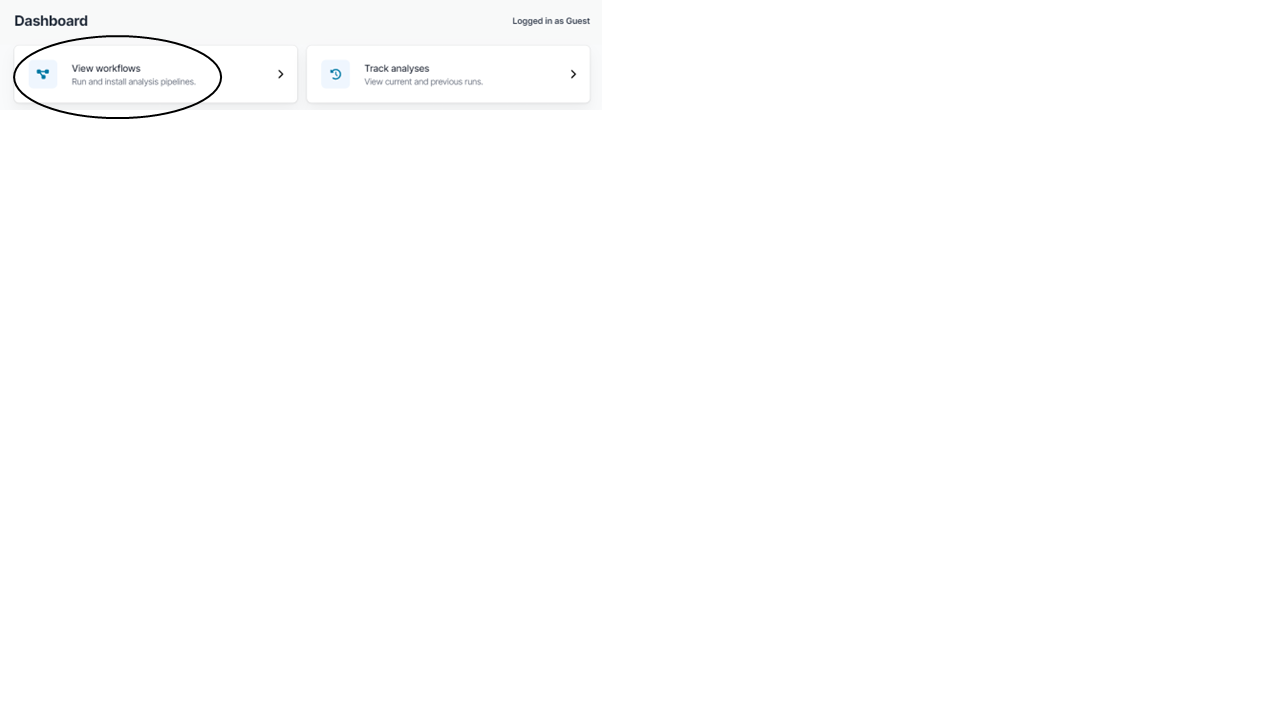 Dashboard
Logged in as Guest
View workflows
Run and install analysis pipelines.
Track analyses
View current and previous runs.